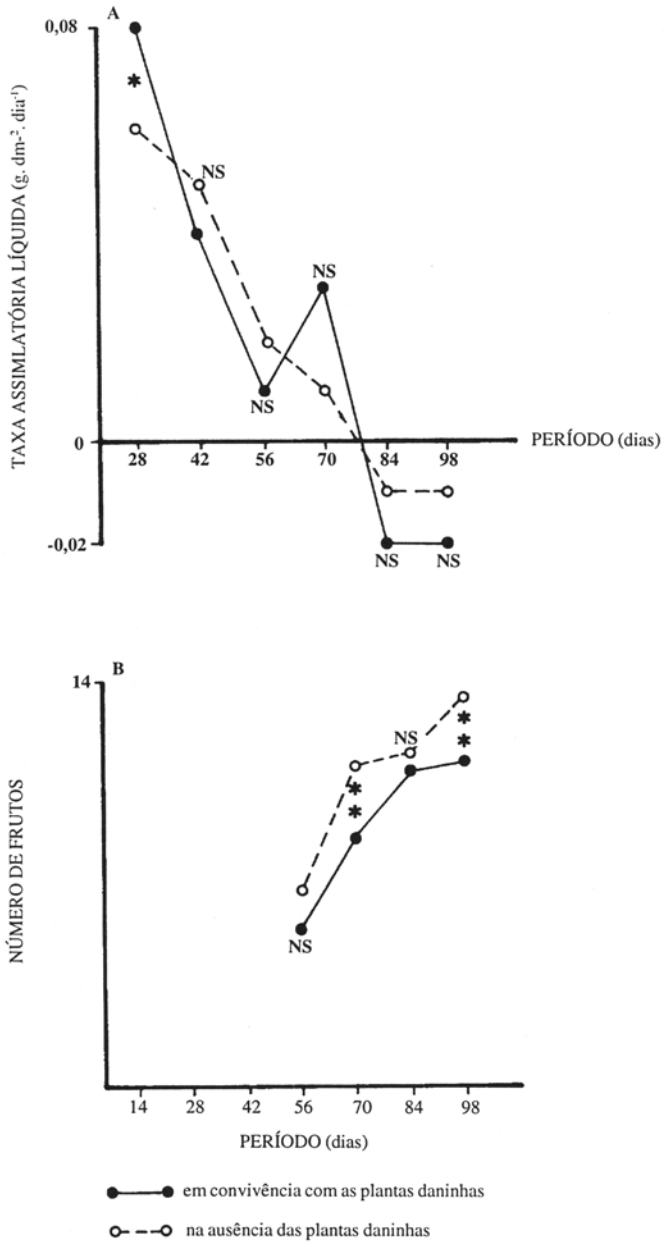 A
0,08
TAXA ASSIMLATÓRIA LÍQUIDA (g. dm-². dia⁻¹)
*
NS
NS
NS
0
PERÍODO (dias)
28 42 56 70 84 98
-0,02
NS NS
B
14
NÚMERO DE FRUTOS
NS
*
*
*
*
NS
14 28 42 56 70 84 98
PERÍODO (dias)
em convivência com as plantas daninhas
na ausência das plantas daninhas